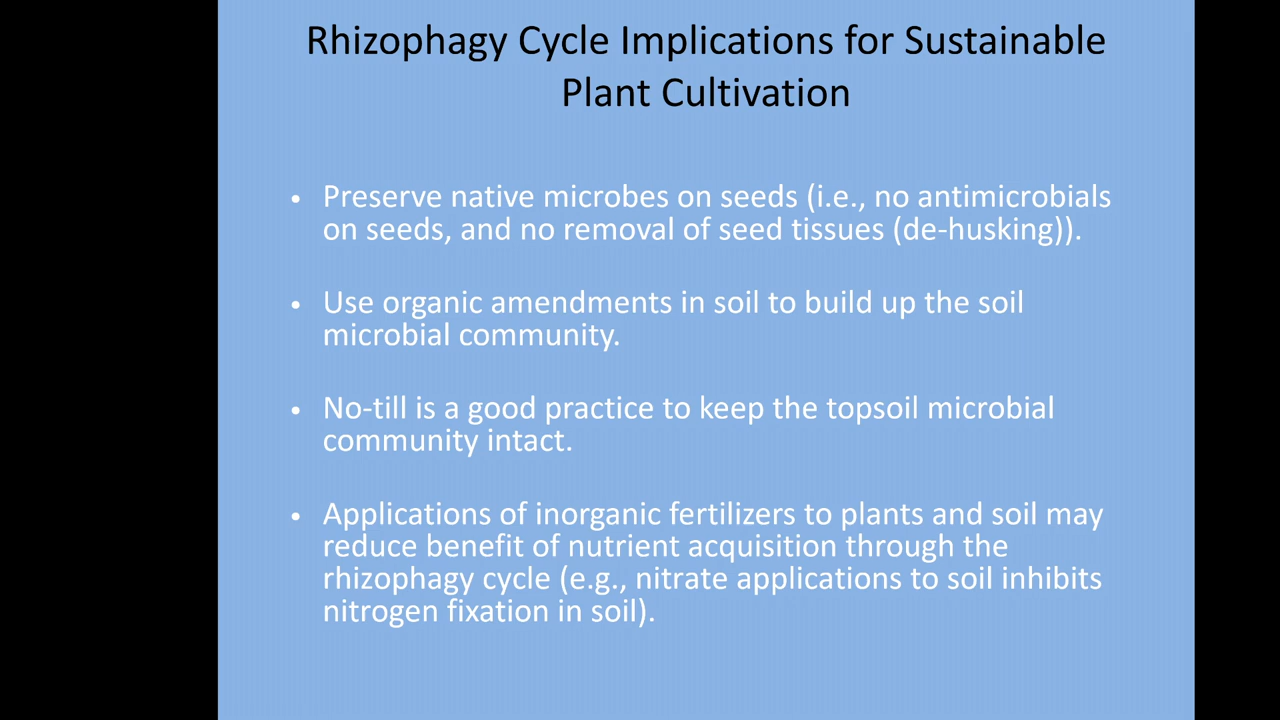 Rhizophagy Cycle Implications for Sustainable
Plant Cultivation
• Preserve native microbes on seeds (i.e., no antimicrobials
on seeds, and no removal of seed tissues (de-husking)).
• Use organic amendments in soil to build up the soil
microbial community.
• No-till is a good practice to keep the topsoil microbial
community intact.
• Applications of inorganic fertilizers to plants and soil may
reduce benefit of nutrient acquisition through the
rhizophagy cycle (e.g., nitrate applications to soil inhibits
nitrogen fixation in soil).